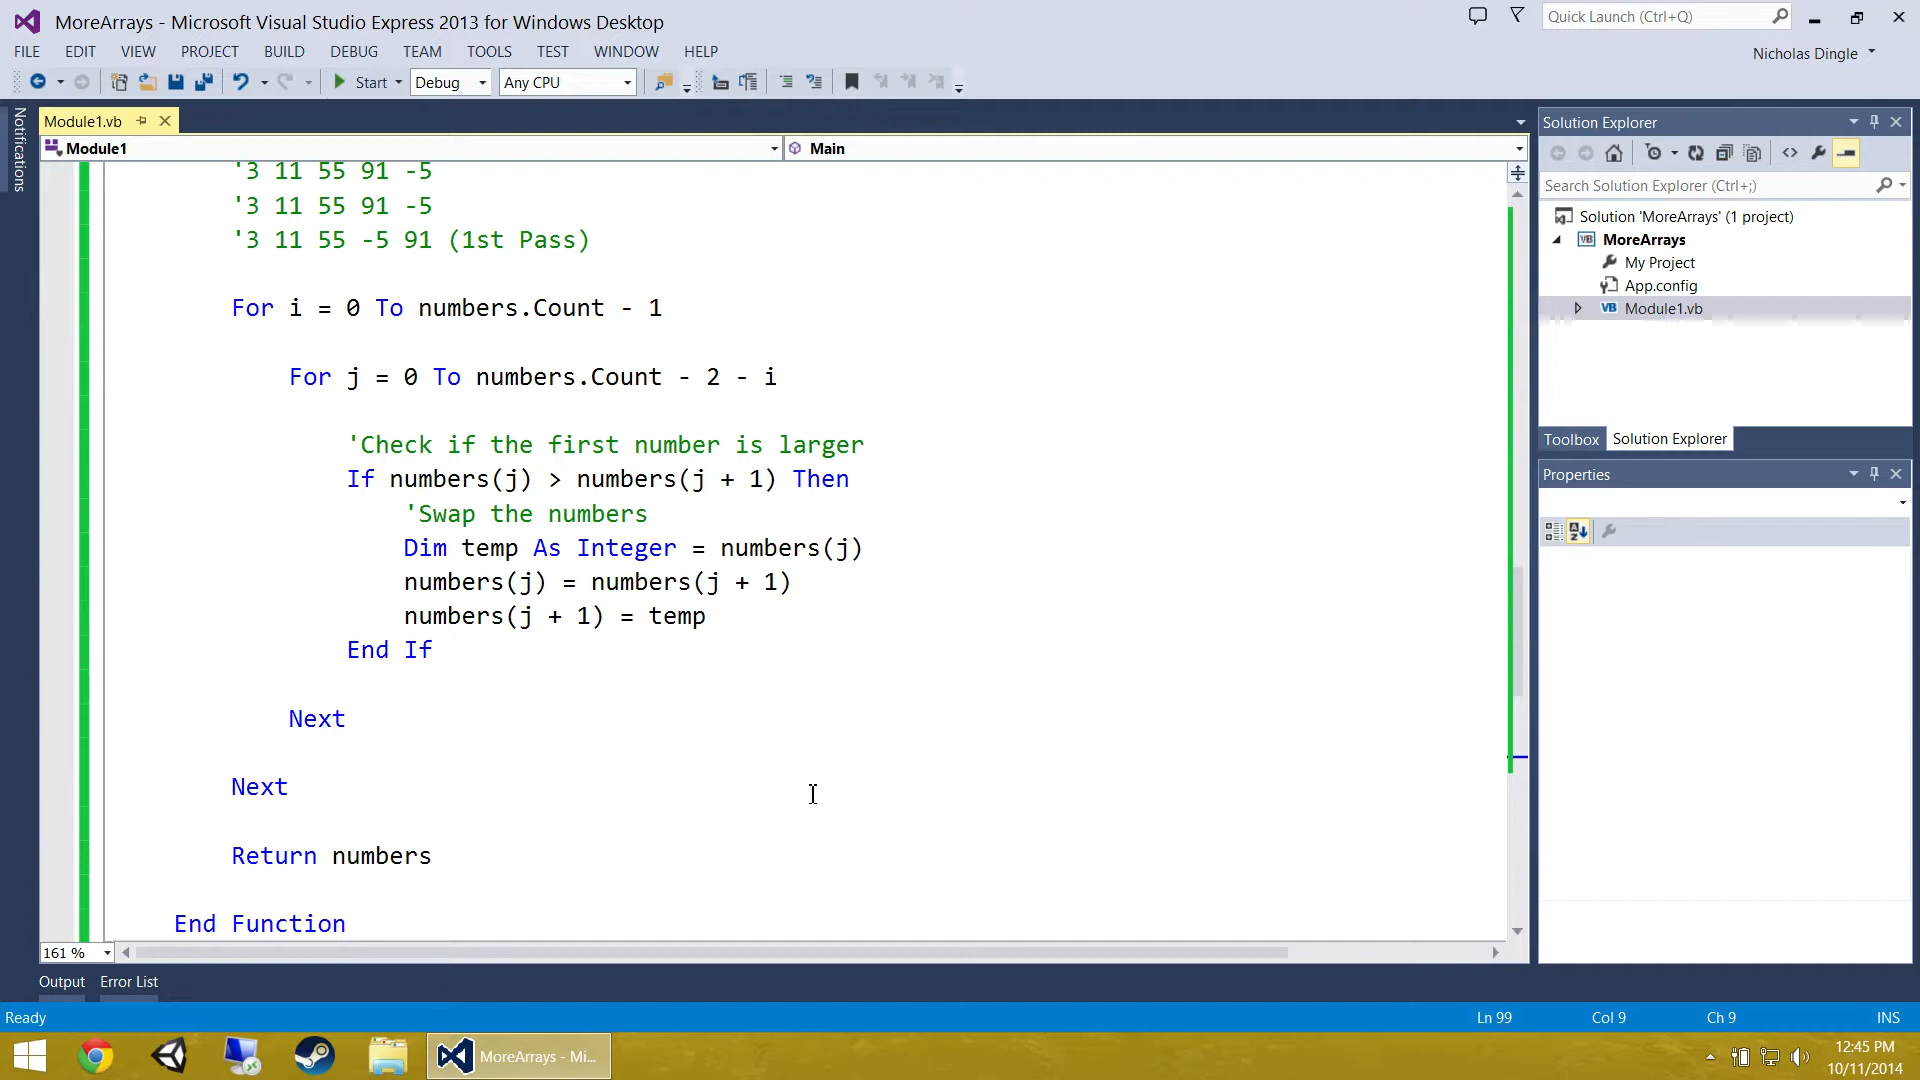 MoreArrays - Microsoft Visual Studio Express 2013 for Windows Desktop
Quick Launch (Ctrl+Q)
FILE EDIT VIEW PROJECT BUILD DEBUG TEAM TOOLS TEST WINDOW HELP
Nicholas Dingle
Start Debug Any CPU
Notifications
Module1.vb
Module1 Main
'3 11 55 91 -5
'3 11 55 91 -5
'3 11 55 -5 91 (1st Pass)
For i = 0 To numbers.Count - 1
For j = 0 To numbers.Count - 2 - i
'Check if the first number is larger
If numbers(j) > numbers(j + 1) Then
'Swap the numbers
Dim temp As Integer = numbers(j)
numbers(j) = numbers(j + 1)
numbers(j + 1) = temp
End If
Next
Next
Return numbers
End Function
161 %
Solution Explorer
Search Solution Explorer (Ctrl+;)
Solution 'MoreArrays' (1 project)
VB MoreArrays
My Project
App.config
VB Module1.vb
Toolbox Solution Explorer
Properties
Output Error List
Ready Ln 99 Col 9 Ch 9 INS
MoreArrays - Mi...
12:45 PM
10/11/2014